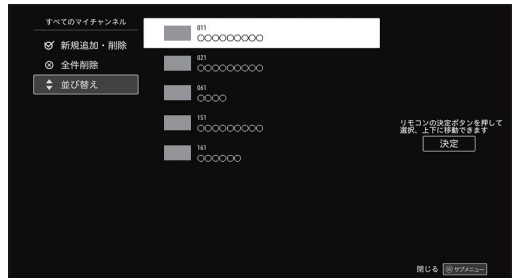 すべてのマイチャンネル
新規追加・削除
全件削除
並び替え
011
○○○○○○○○○
021
○○○○○○○○○
061
○○○○
151
○○○○○○○○○
161
○○○○○○
リモコンの決定ボタンを押して
選択、上下に移動できます
決定
閉じる サブメニュー